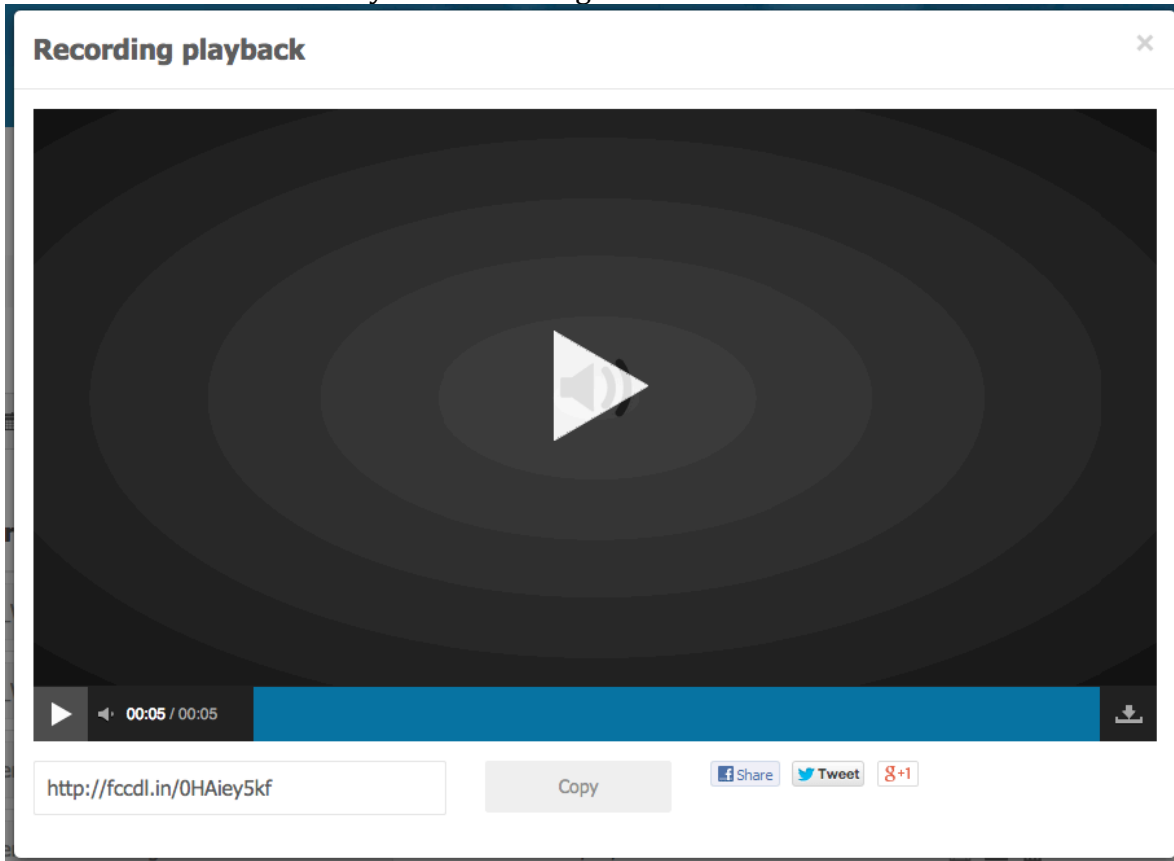 Recording playback
00:05 / 00:05
http://fccdl.in/0HAiey5kf
Copy
Share
Tweet
g+1